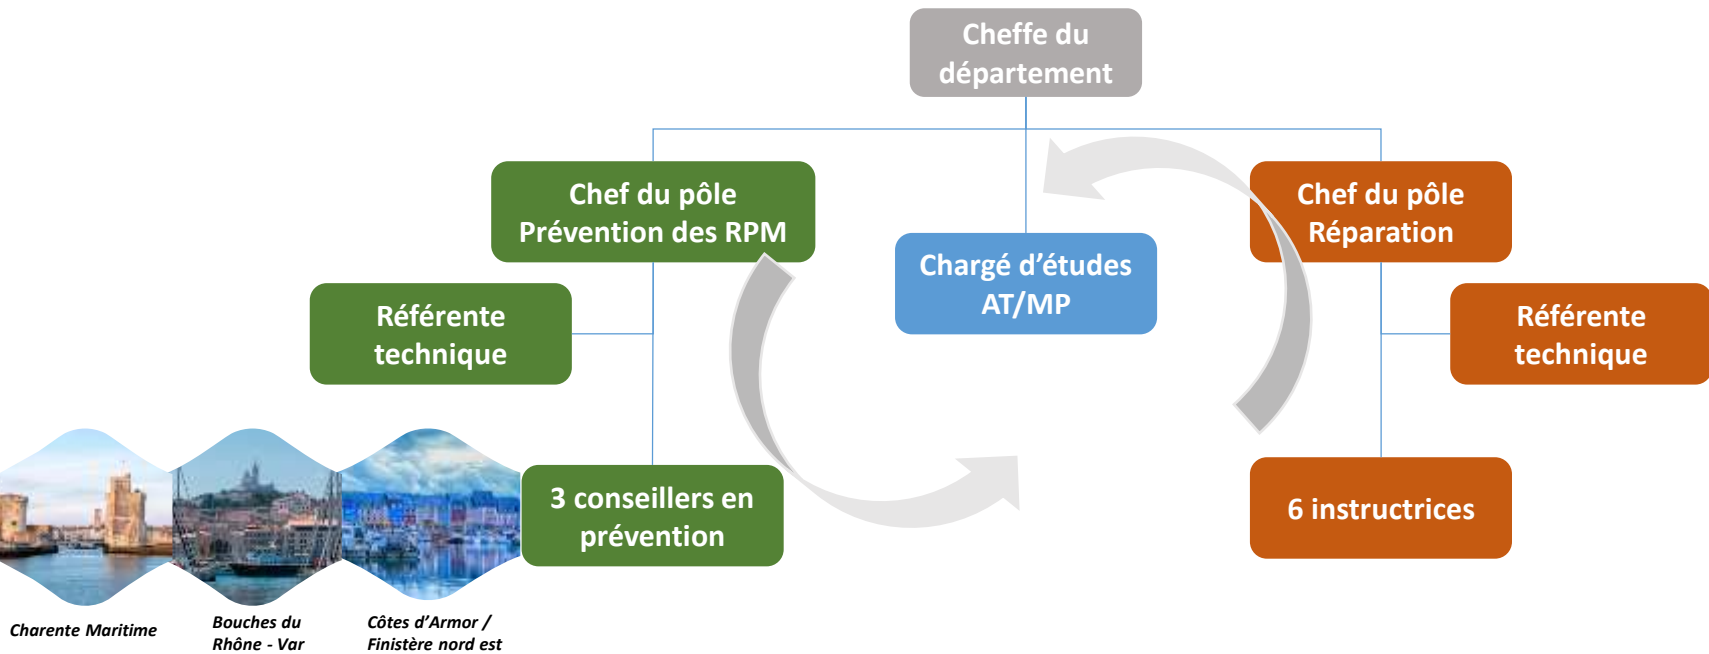 Cheffe du
département
Chef du pôle
Prévention des RPM
Chargé d’études
AT/MP
Chef du pôle
Réparation
Référente
technique
Référente
technique
3 conseillers en
prévention
6 instructrices
Charente Maritime
Bouches du
Rhône - Var
Côtes d’Armor /
Finistère nord est